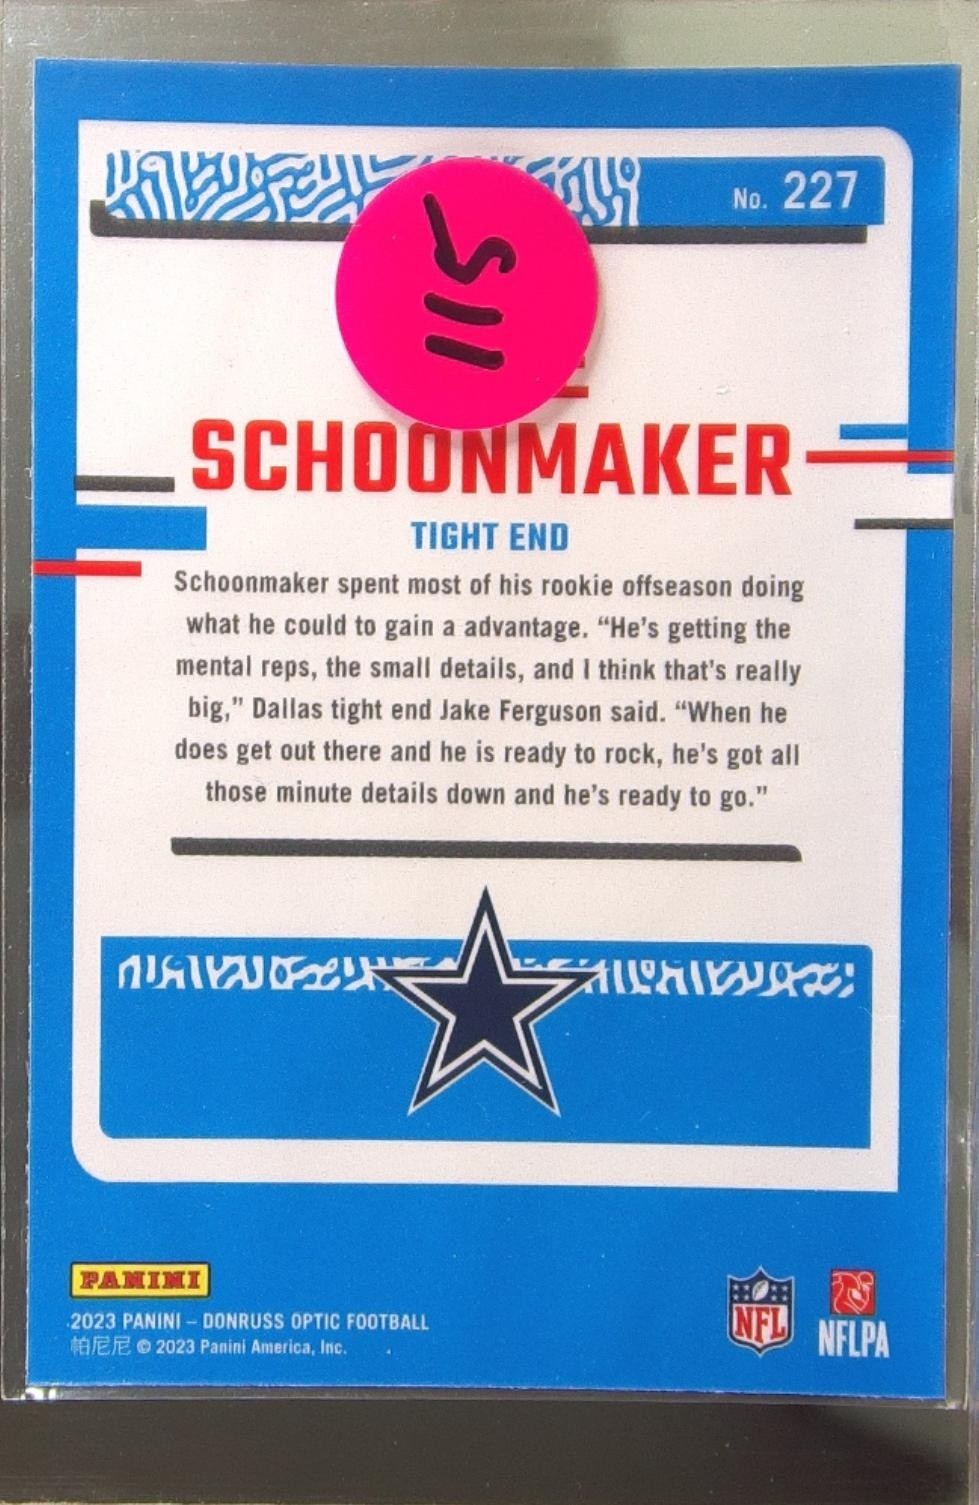 No. 227
SCHOONMAKER
TIGHT END
Schoonmaker spent most of his rookie offseason doing
what he could to gain a advantage. “He’s getting the
mental reps, the small details, and I think that’s really
big,” Dallas tight end Jake Ferguson said. “When he
does get out there and he is ready to rock, he’s got all
those minute details down and he’s ready to go.”
PANINI
2023 PANINI – DONRUSS OPTIC FOOTBALL
帕尼尼 © 2023 Panini America, Inc.
NFL
NFLPA